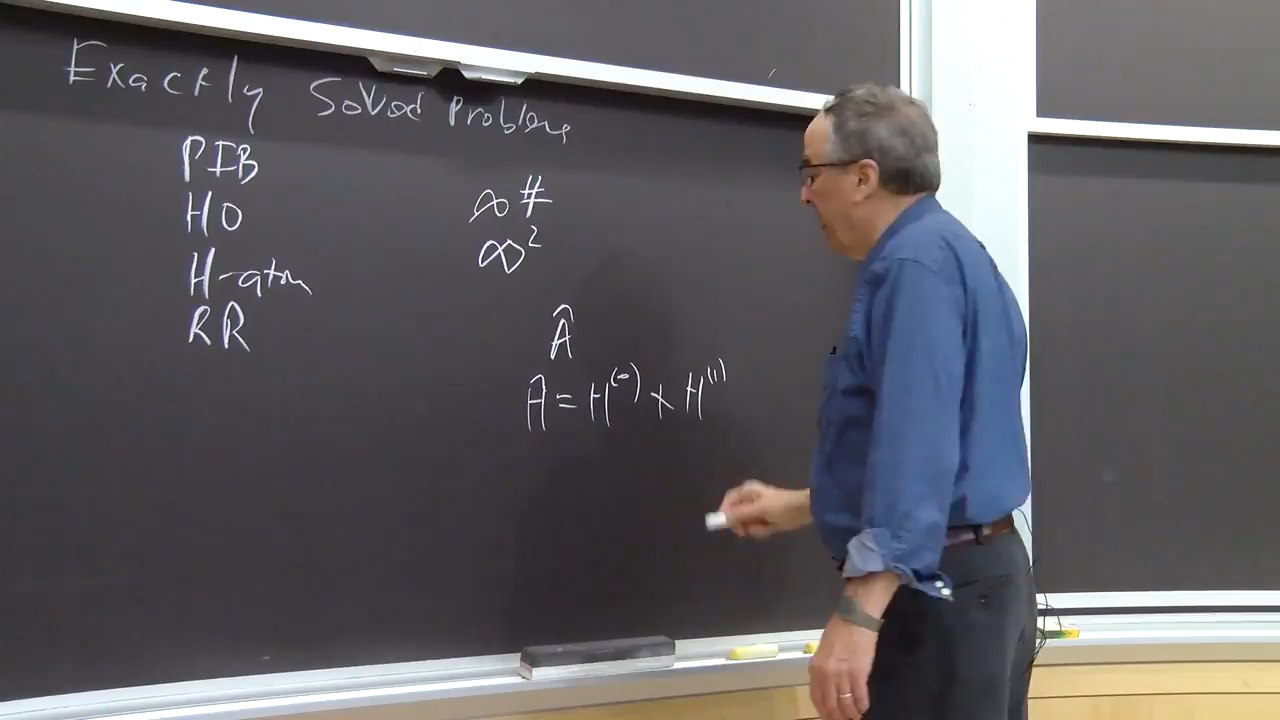 Exactly Solved Problems
PIB
HO
H-atom
RR
∞ #
∞²
Â
Ĥ = H⁽⁰⁾ + H⁽¹⁾